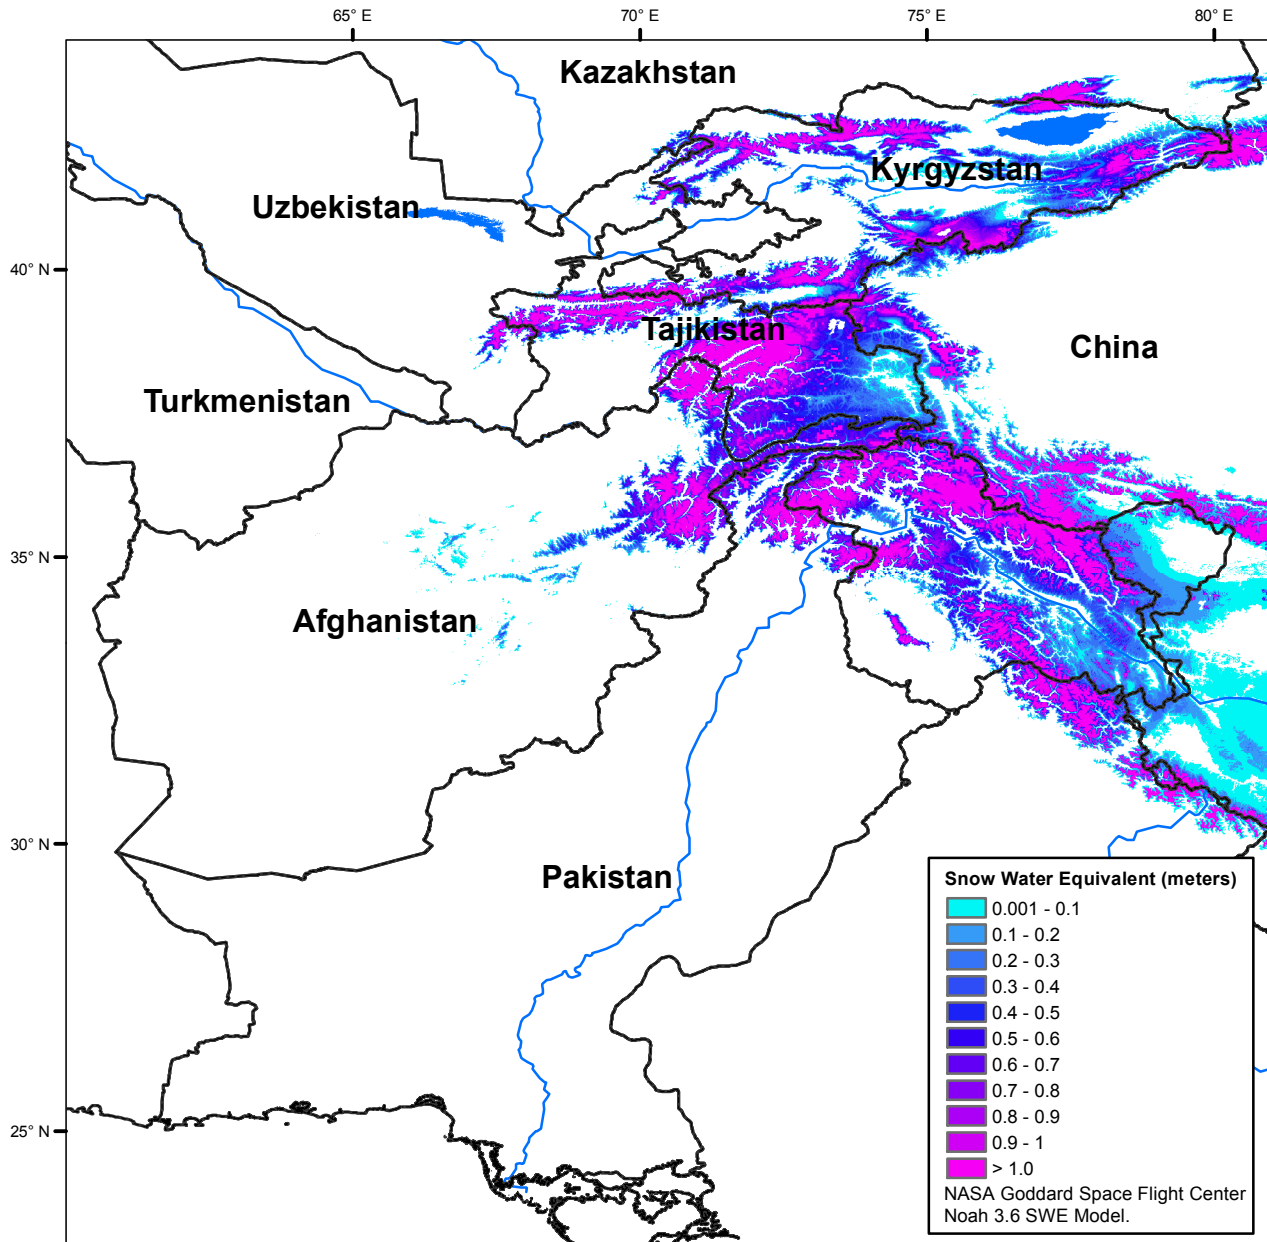 65° E
70° E
75° E
80° E
Kazakhstan
Kyrgyzstan
Uzbekistan
40° N
Tajikistan
China
Turkmenistan
35° N
Afghanistan
30° N
Pakistan
25° N
Snow Water Equivalent (meters)
0.001 - 0.1
0.1 - 0.2
0.2 - 0.3
0.3 - 0.4
0.4 - 0.5
0.5 - 0.6
0.6 - 0.7
0.7 - 0.8
0.8 - 0.9
0.9 - 1
> 1.0
NASA Goddard Space Flight Center
Noah 3.6 SWE Model.